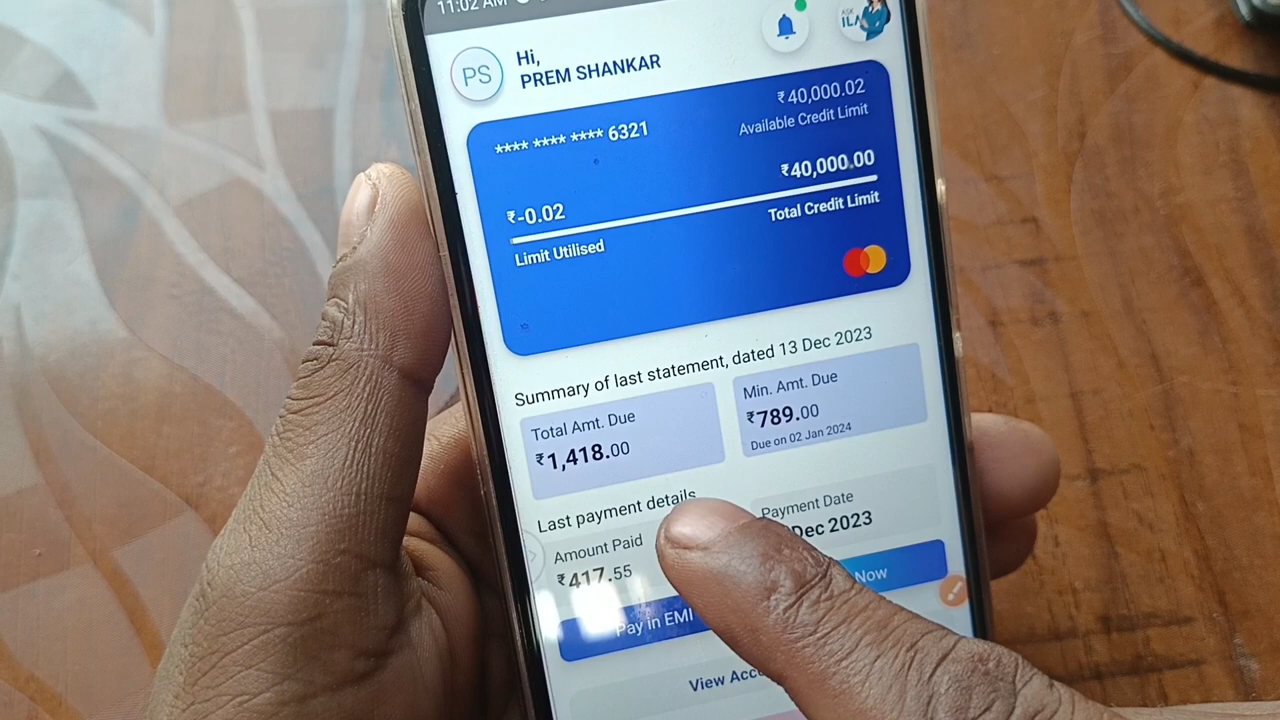 11:02 AM
PS
Hi,
PREM SHANKAR
ASK
ILA
**** **** **** 6321
₹40,000.02
Available Credit Limit
₹40,000.00
Total Credit Limit
₹-0.02
Limit Utilised
Summary of last statement, dated 13 Dec 2023
Total Amt. Due
₹1,418.00
Min. Amt. Due
₹789.00
Due on 02 Jan 2024
Last payment details
Amount Paid
₹417.55
Payment Date
Dec 2023
Pay in EMI
Now
View